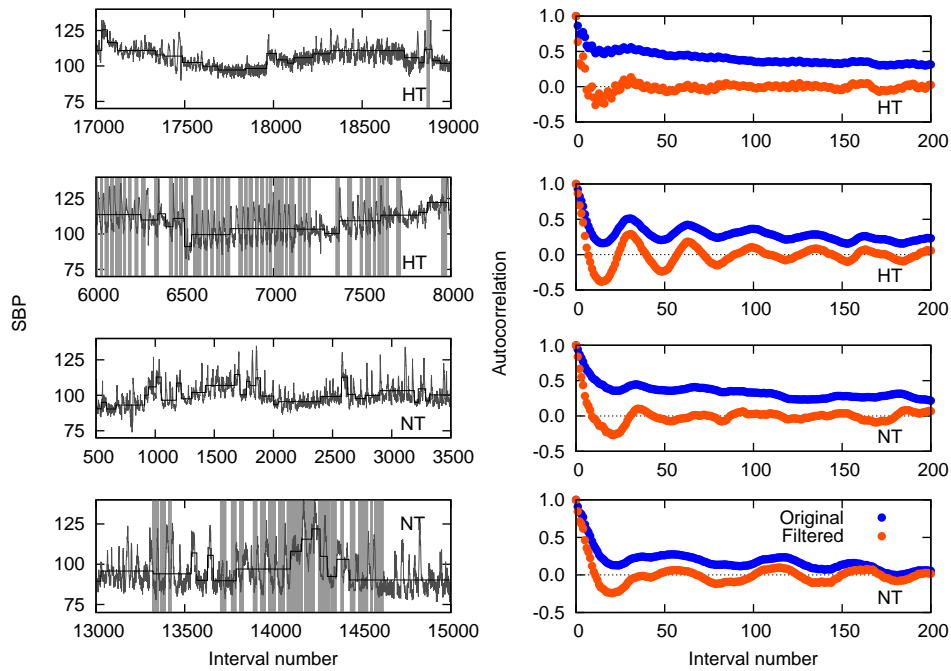 125
100
75
HT
17000 17500 18000 18500 19000
1.0
0.5
0.0
-0.5
HT
0 50 100 150 200
125
100
75
HT
6000 6500 7000 7500 8000
1.0
0.5
0.0
-0.5
HT
0 50 100 150 200
SBP
Autocorrelation
125
100
75
NT
500 1000 1500 2000 2500 3000 3500
1.0
0.5
0.0
-0.5
NT
0 50 100 150 200
125
100
75
NT
13000 13500 14000 14500 15000
Interval number
1.0
0.5
0.0
-0.5
Original
Filtered
NT
0 50 100 150 200
Interval number